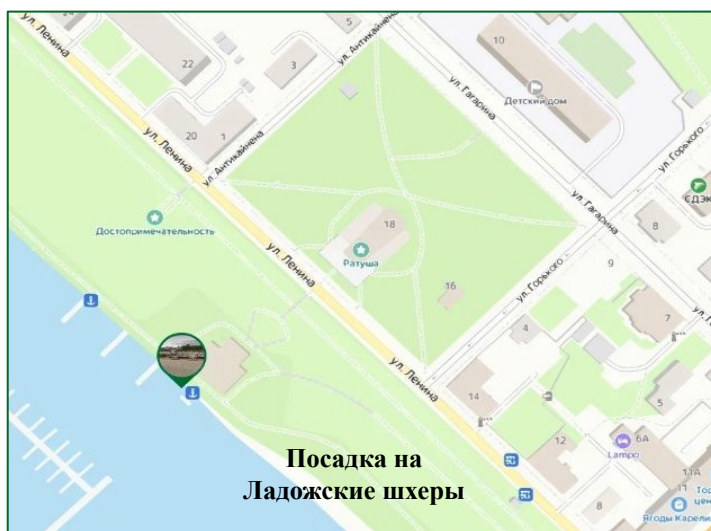 ул. Ленина
5
ул. Антикайнена
10
22
3
ул. Гагарина
Детский дом
ул. Горького
20
1
ул. Ленина
ул. Антикайнена
СДЭК
ул. Гагарина
Достопримечательность
18
8
ул. Ленина
Ратуша
9
16
ул. Горького
7
4
ул. Ленина
14
5
12
6А
Lampo
Посадка на
Ладожские шхеры
11А
11
8
Ягоды Карели